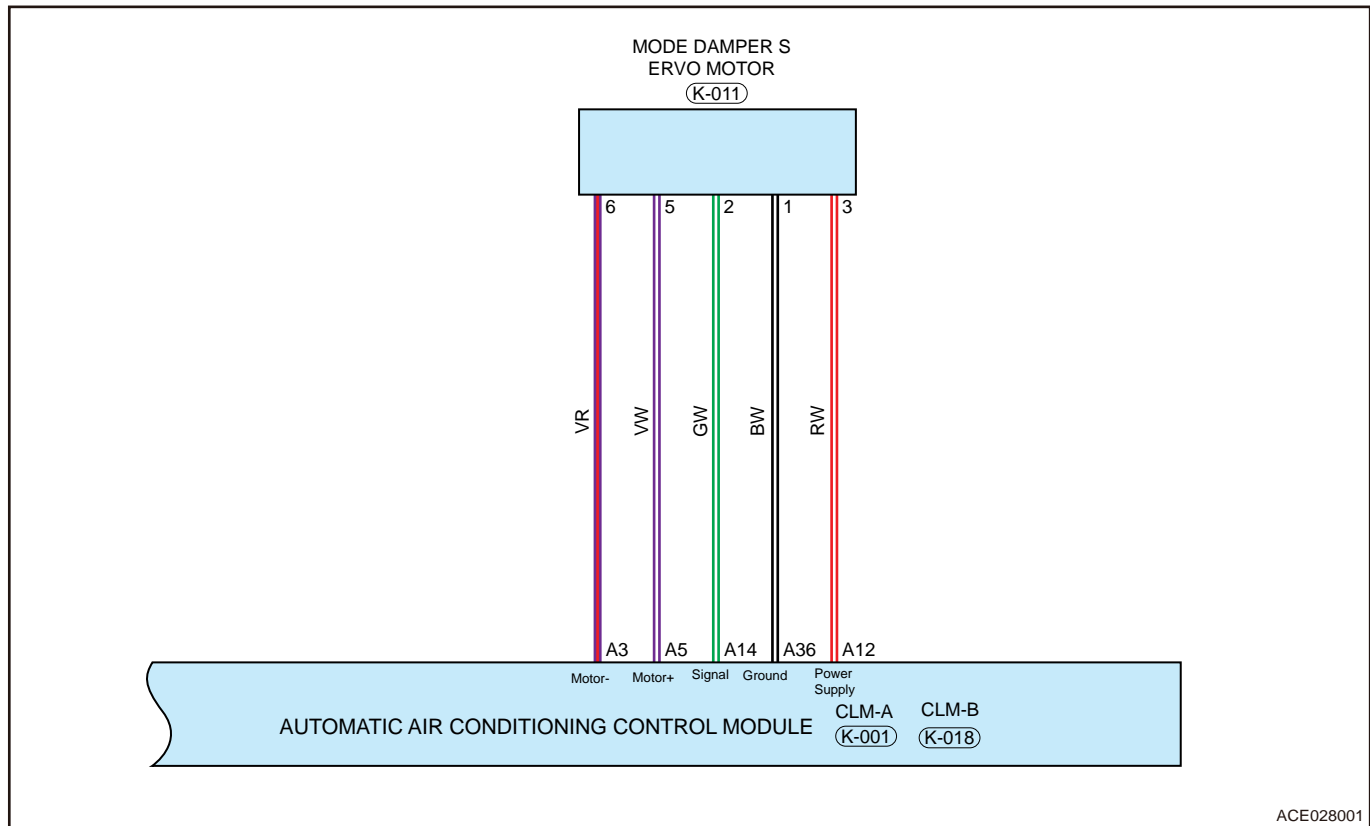 MODE DAMPER S
ERVO MOTOR
K-011
6 5 2 1 3
VR VW GW BW RW
A3 A5 A14 A36 A12
Motor- Motor+ Signal Ground Power
Supply
AUTOMATIC AIR CONDITIONING CONTROL MODULE
CLM-A CLM-B
K-001 K-018
ACE028001